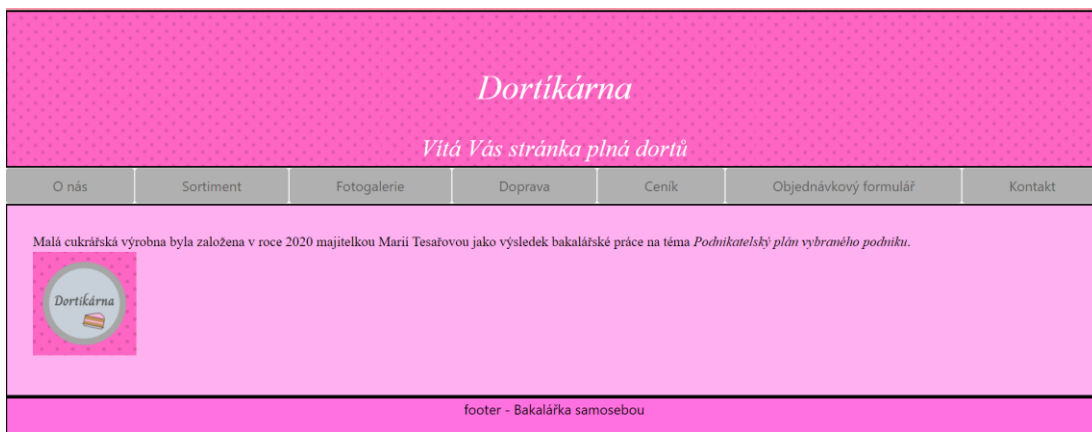 Dortíkárna
Vítá Vás stránka plná dortů
O nás Sortiment Fotogalerie Doprava Ceník Objednávkový formulář Kontakt
Malá cukrářská výrobna byla založena v roce 2020 majitelkou Marií Tesařovou jako výsledek bakalářské práce na téma Podnikatelský plán vybraného podniku.
Dortíkárna
footer - Bakalářka samosebou